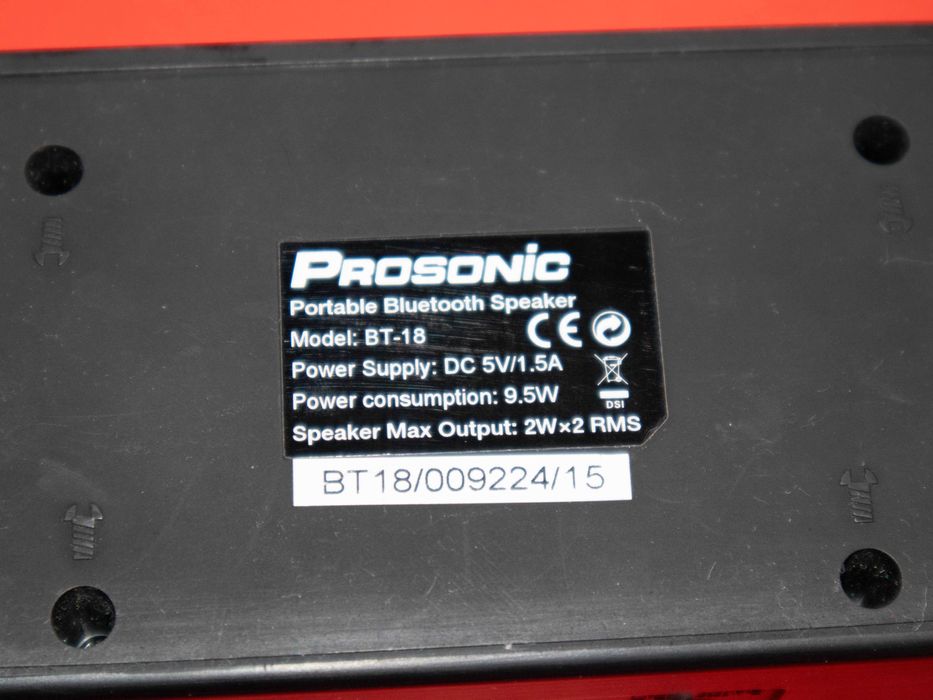 PROSONIC
Portable Bluetooth Speaker
Model: BT-18
CE
Power Supply: DC 5V/1.5A
Power consumption: 9.5W
DSI
Speaker Max Output: 2W×2 RMS
BT18/009224/15